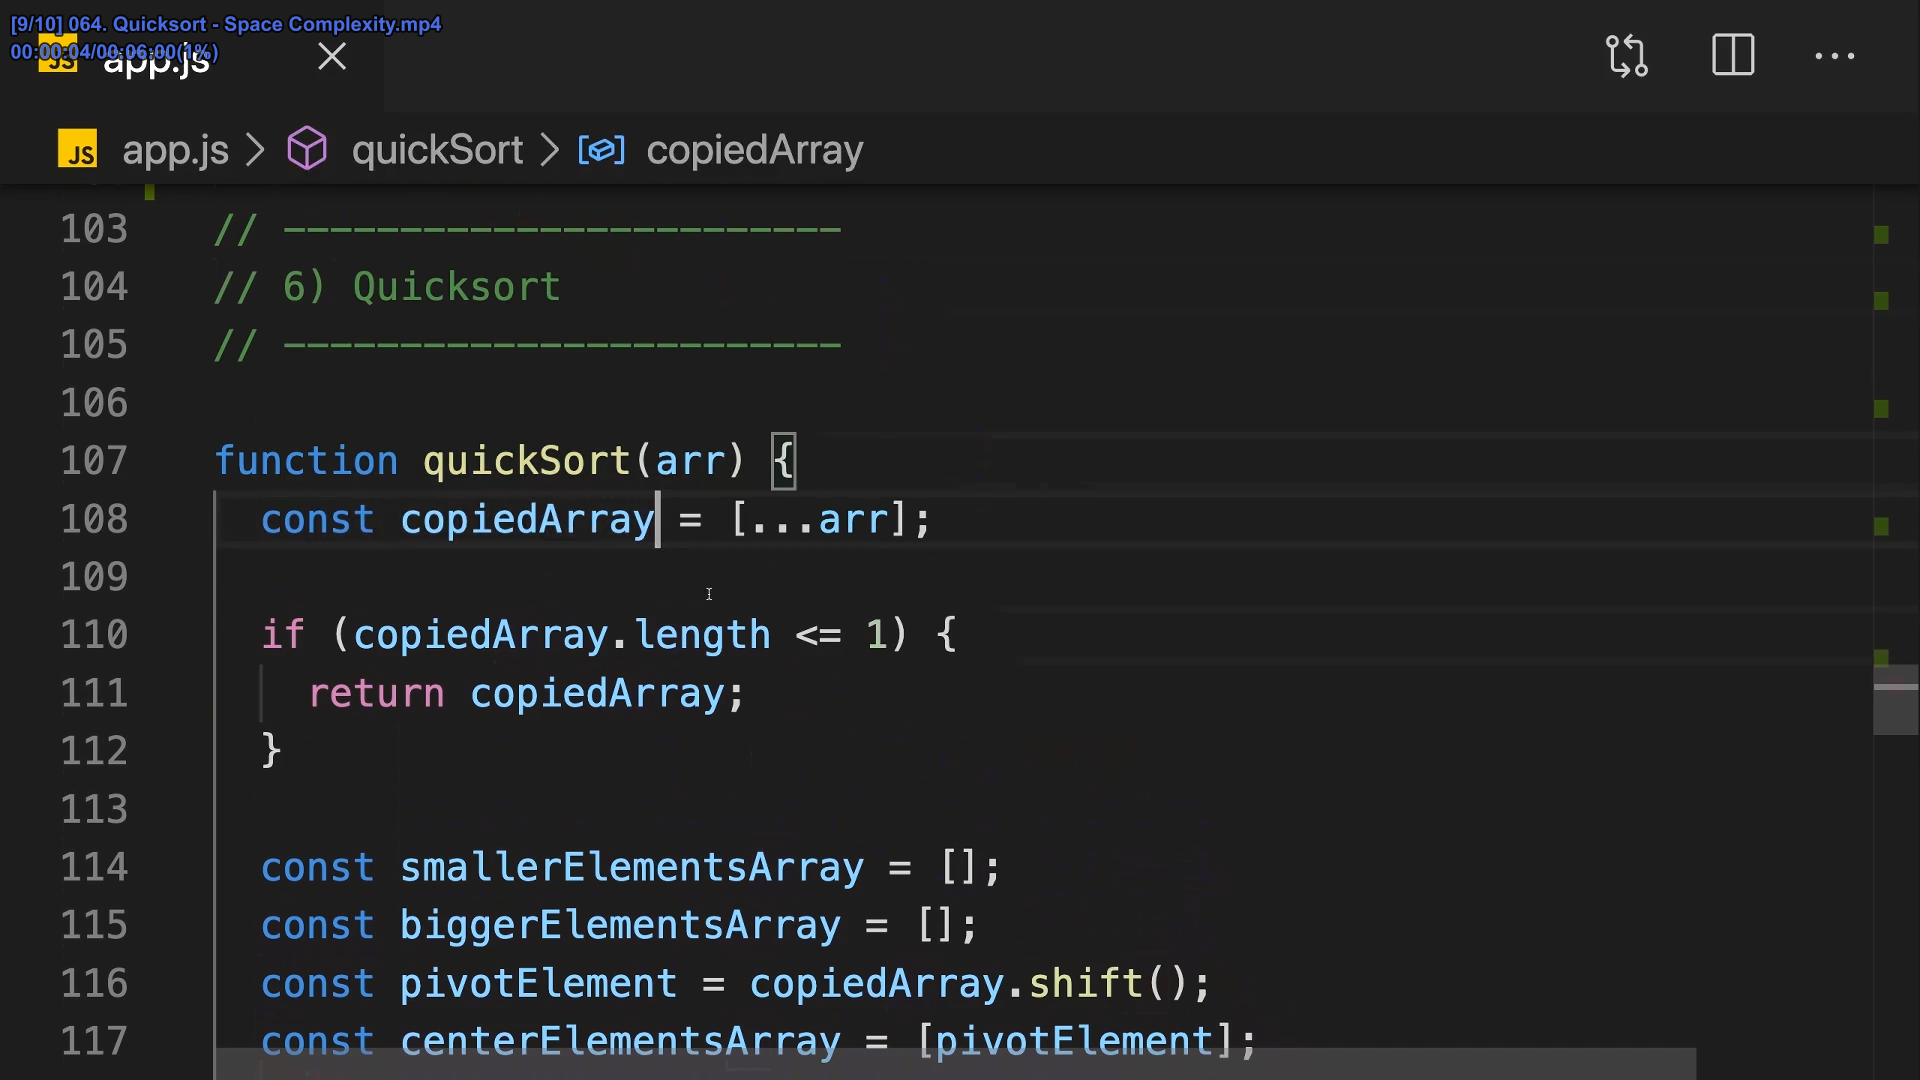 [9/10] 064. Quicksort - Space Complexity.mp4
00:00:04/00:06:00(1%)
JS app.js
JS app.js > quickSort > copiedArray
103 // ------------------------
104 // 6) Quicksort
105 // ------------------------
106
107 function quickSort(arr) {
108 const copiedArray = [...arr];
109
110 if (copiedArray.length <= 1) {
111 return copiedArray;
112 }
113
114 const smallerElementsArray = [];
115 const biggerElementsArray = [];
116 const pivotElement = copiedArray.shift();
117 const centerElementsArray = [pivotElement];